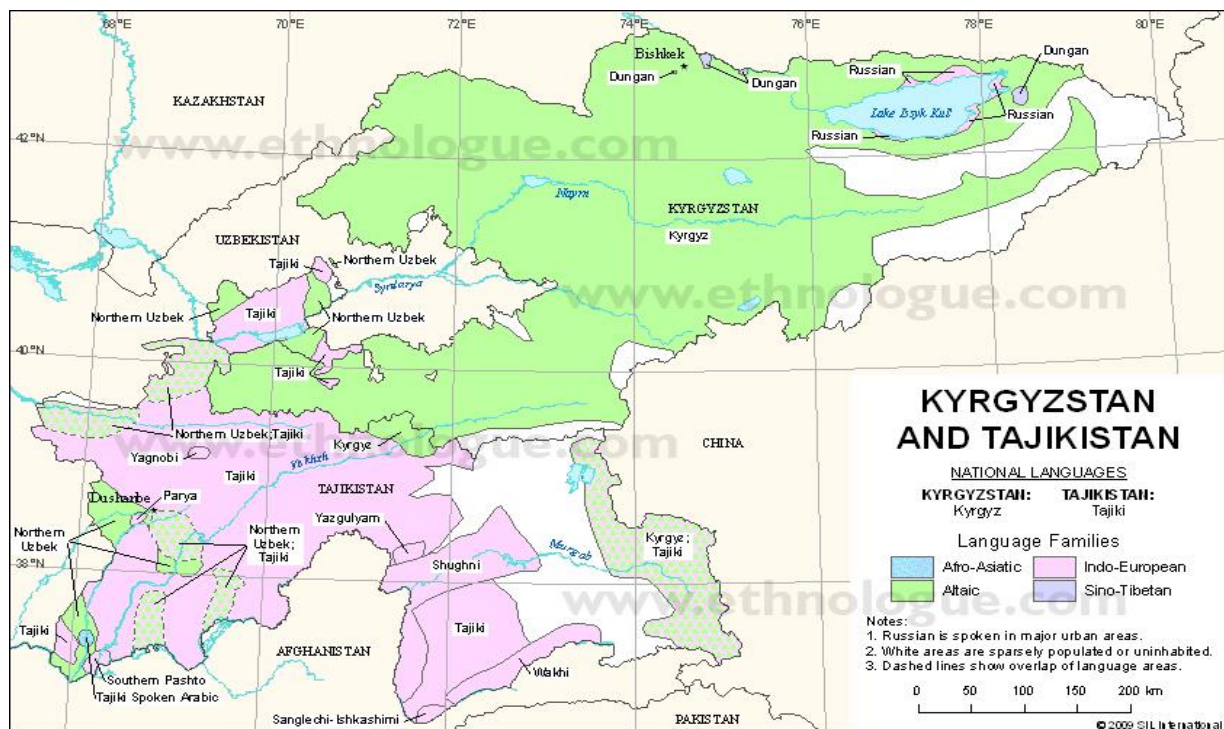 68°E
70°E
72°E
74°E
76°E
78°E
80°E
Bishkek
Dungan
Dungan
Dungan
Russian
Russian
Russian
Lake Issyk Kul'
KAZAKHSTAN
42°N
www.ethnologue.com
Naryn
KYRGYZSTAN
Kyrgyz
UZBEKISTAN
Tajiki
Northern Uzbek
Syrdarya
www.ethnologue.com
Northern Uzbek
Tajiki
Northern Uzbek
40°N
Tajiki
Northern Uzbek;Tajiki
Kyrgyz
www.ethnologue.com
CHINA
Yagnobi
Tajiki
Vakhsh
TAJIKISTAN
Dushanbe
Parya
Northern
Uzbek
Northern
Uzbek;
Tajiki
Yazgulyam
Shughni
Murgab
Kyrgyz;
Tajiki
38°N
www.ethnologue.com
Tajiki
Tajiki
AFGHANISTAN
Wakhi
Southern Pashto
Tajiki Spoken Arabic
Sanglechi-Ishkashimi
PAKISTAN
KYRGYZSTAN
AND TAJIKISTAN
NATIONAL LANGUAGES
KYRGYZSTAN: TAJIKISTAN:
Kyrgyz Tajiki
Language Families
Afro-Asiatic Indo-European
Altaic Sino-Tibetan
Notes:
1. Russian is spoken in major urban areas.
2. White areas are sparsely populated or uninhabited.
3. Dashed lines show overlap of language areas.
0 50 100 150 200 km
© 2009 SIL International